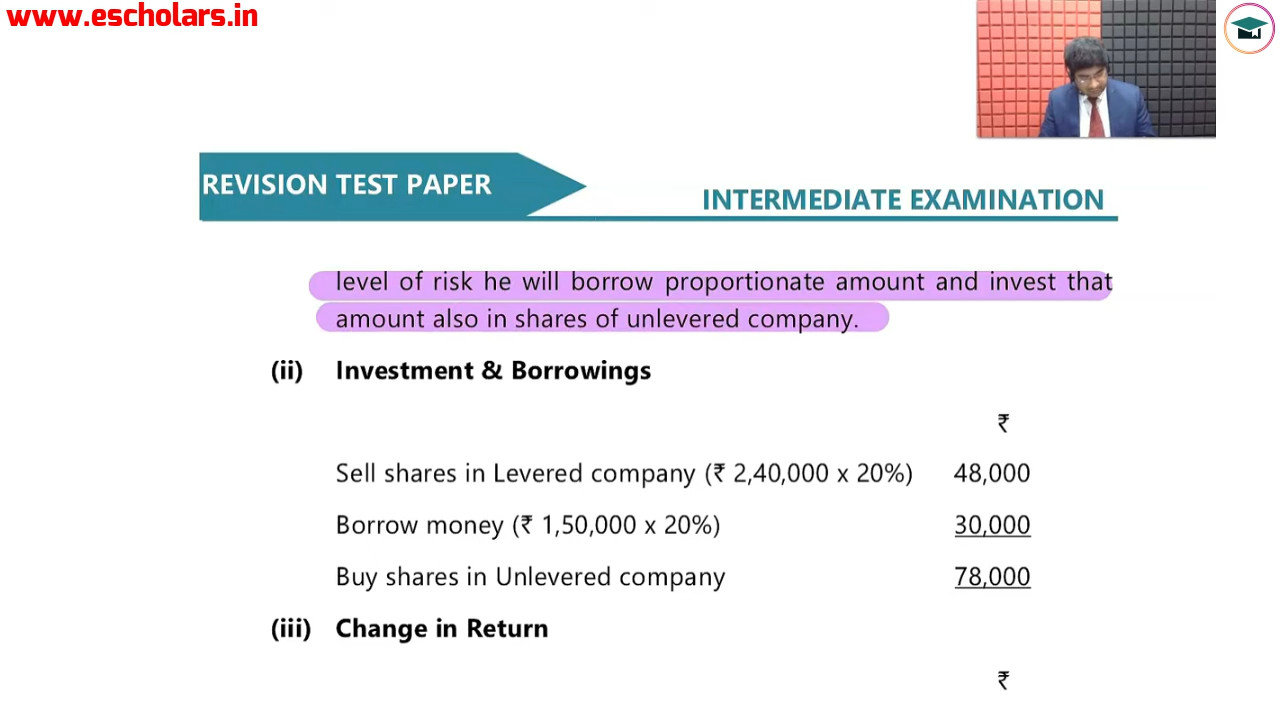 www.escholars.in
REVISION TEST PAPER
INTERMEDIATE EXAMINATION
level of risk he will borrow proportionate amount and invest that
amount also in shares of unlevered company.
(ii) Investment & Borrowings
₹
Sell shares in Levered company (₹ 2,40,000 x 20%) 48,000
Borrow money (₹ 1,50,000 x 20%) 30,000
Buy shares in Unlevered company 78,000
(iii) Change in Return
₹